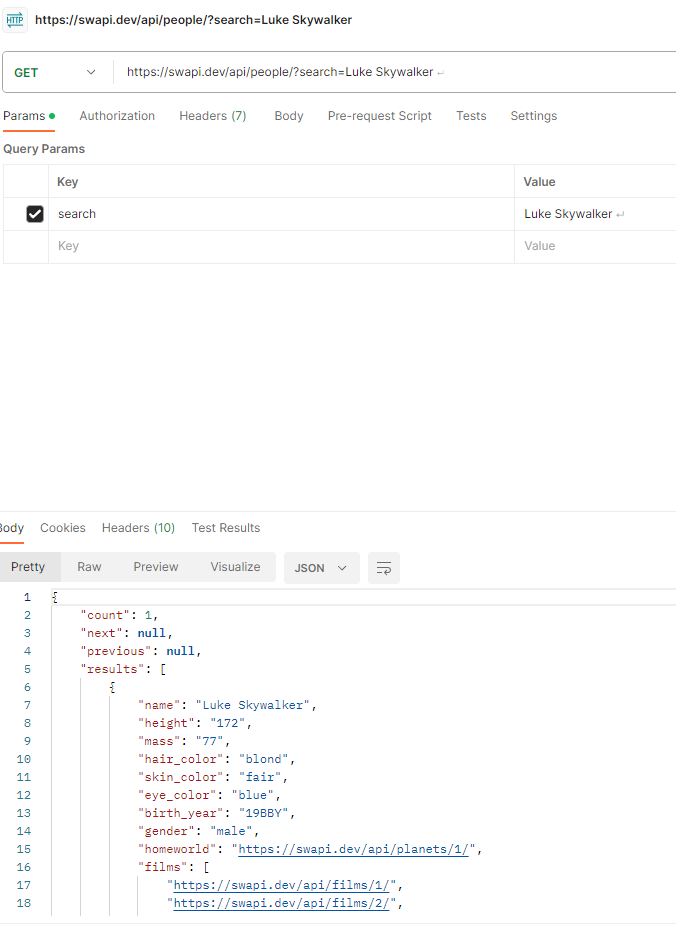 HTTP https://swapi.dev/api/people/?search=Luke Skywalker
GET https://swapi.dev/api/people/?search=Luke Skywalker ↵
Params Authorization Headers (7) Body Pre-request Script Tests Settings
Query Params
Key Value
search Luke Skywalker ↵
Key Value
Body Cookies Headers (10) Test Results
Pretty Raw Preview Visualize JSON
1 {
2 "count": 1,
3 "next": null,
4 "previous": null,
5 "results": [
6 {
7 "name": "Luke Skywalker",
8 "height": "172",
9 "mass": "77",
10 "hair_color": "blond",
11 "skin_color": "fair",
12 "eye_color": "blue",
13 "birth_year": "19BBY",
14 "gender": "male",
15 "homeworld": "https://swapi.dev/api/planets/1/",
16 "films": [
17 "https://swapi.dev/api/films/1/",
18 "https://swapi.dev/api/films/2/",